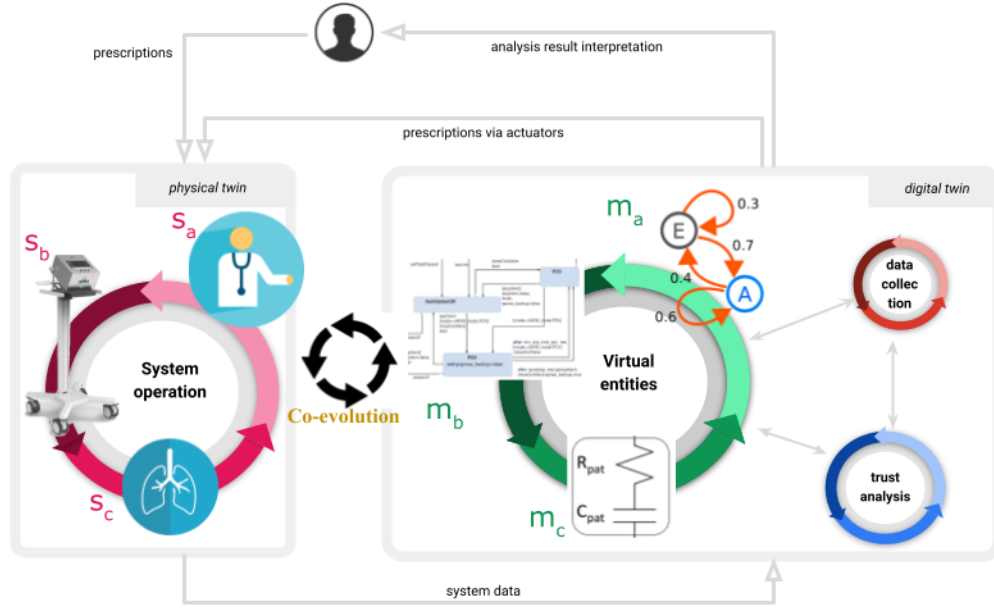 prescriptions
analysis result interpretation
prescriptions via actuators
physical twin
digital twin
s_a
s_b
s_c
System
operation
Co-evolution
m_a
m_b
m_c
E
0.3
0.7
0.4
A
0.6
Virtual
entities
R_pat
C_pat
data
collec
tion
trust
analysis
system data